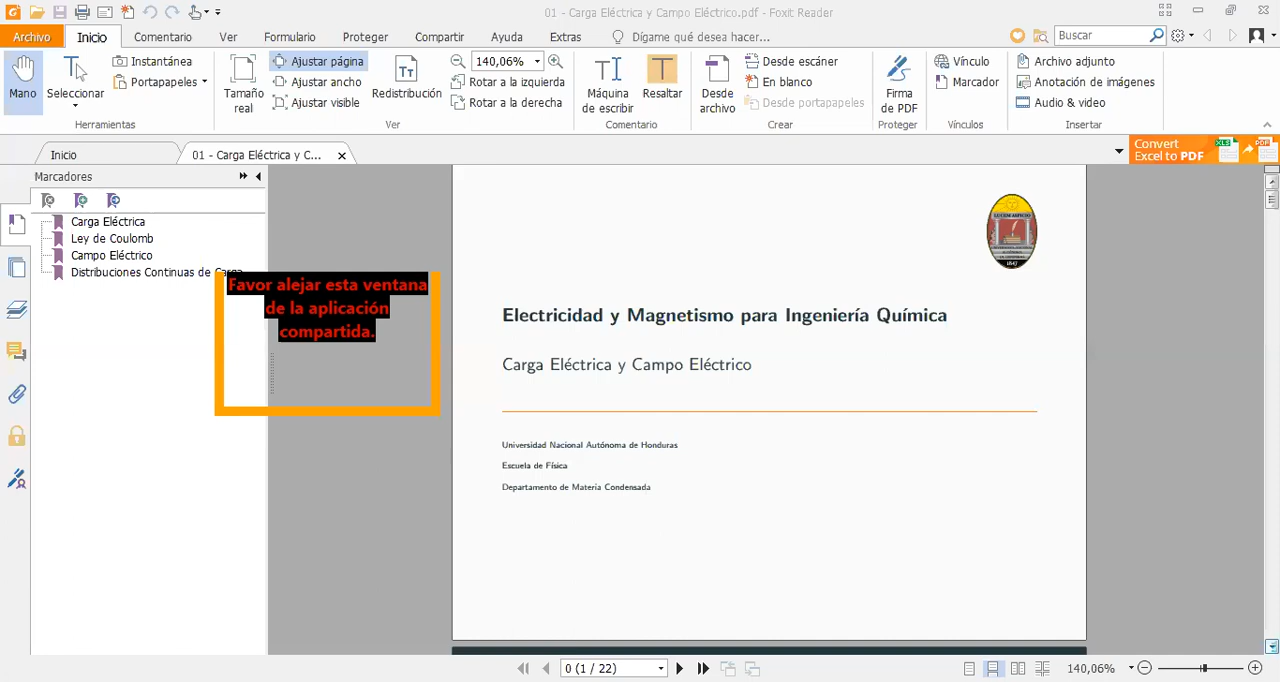 01 - Carga Eléctrica y Campo Eléctrico.pdf - Foxit Reader
Archivo Inicio Comentario Ver Formulario Proteger Compartir Ayuda Extras Dígame qué desea hacer... Buscar
Mano
Seleccionar
Instantánea
Portapapeles
Herramientas
Tamaño real
Ajustar página
Ajustar ancho
Ajustar visible
Redistribución
140,06%
Rotar a la izquierda
Rotar a la derecha
Ver
Máquina de escribir
Resaltar
Comentario
Desde archivo
Desde escáner
En blanco
Desde portapapeles
Crear
Firma de PDF
Proteger
Vínculo
Marcador
Vínculos
Archivo adjunto
Anotación de imágenes
Audio & video
Insertar
Inicio
01 - Carga Eléctrica y C...
Convert
Excel to PDF
XLS
PDF
Marcadores
Carga Eléctrica
Ley de Coulomb
Campo Eléctrico
Distribuciones Continuas de Carga
Favor alejar esta ventana
de la aplicación
compartida.
1847
Electricidad y Magnetismo para Ingeniería Química
Carga Eléctrica y Campo Eléctrico
Universidad Nacional Autónoma de Honduras
Escuela de Física
Departamento de Materia Condensada
0 (1 / 22)
140,06%